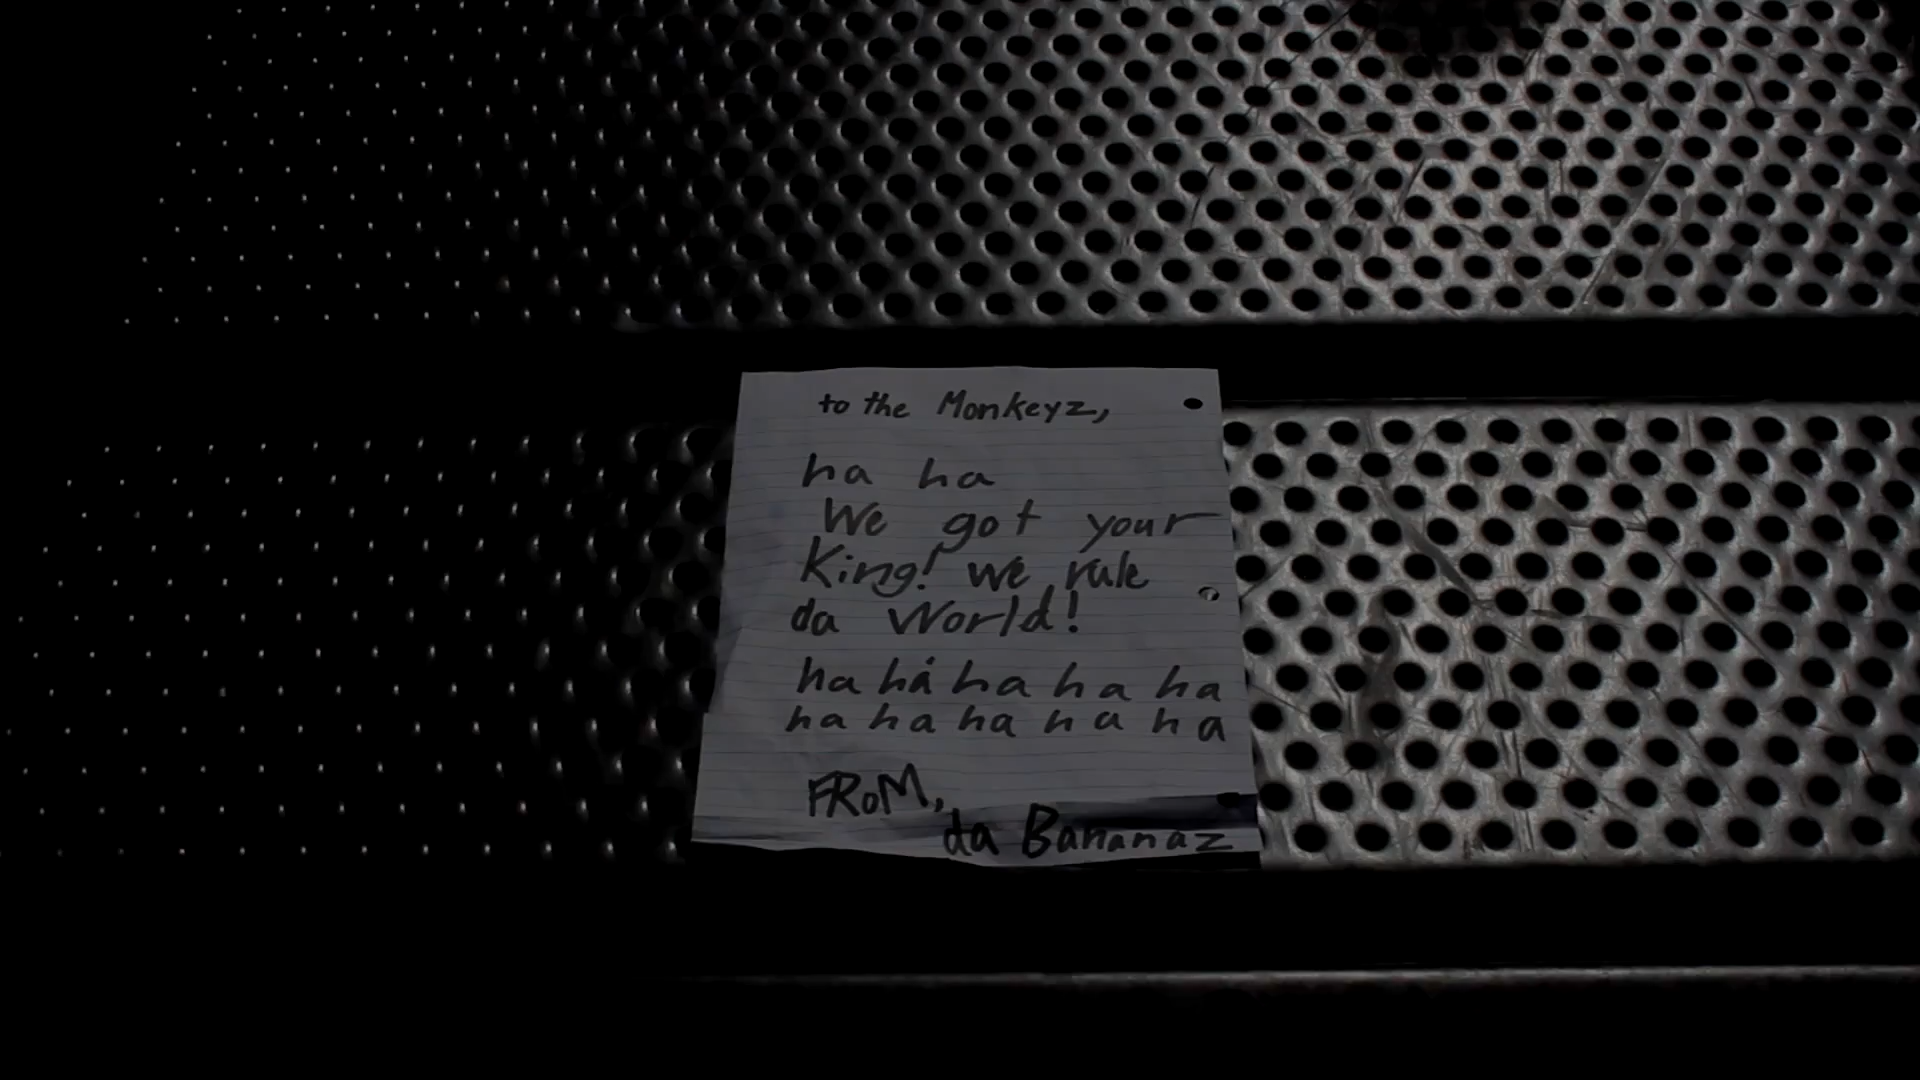 to the Monkeyz,
ha ha
We got your
King! we rule
da World!
ha ha ha ha ha
ha ha ha ha ha
FRoM,
da Bananaz